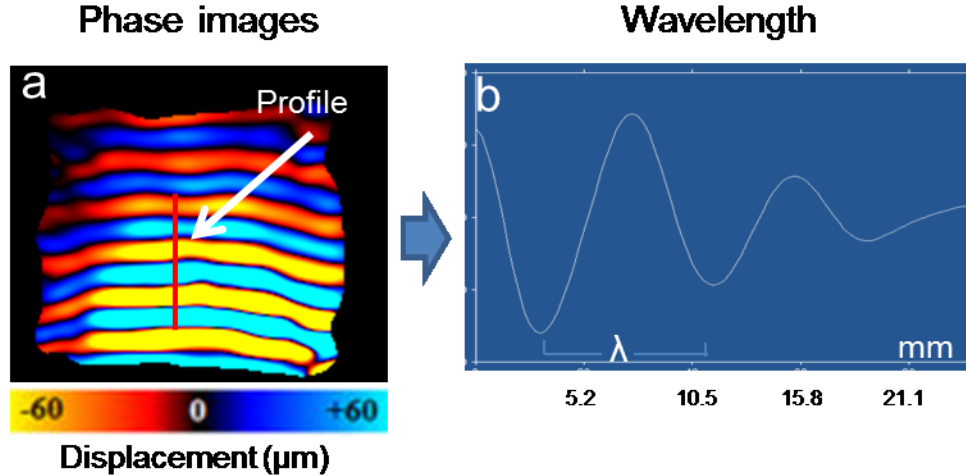 Phase images
Wavelength
a
Profile
b
λ
mm
5.2 10.5 15.8 21.1
-60 0 +60
Displacement (μm)